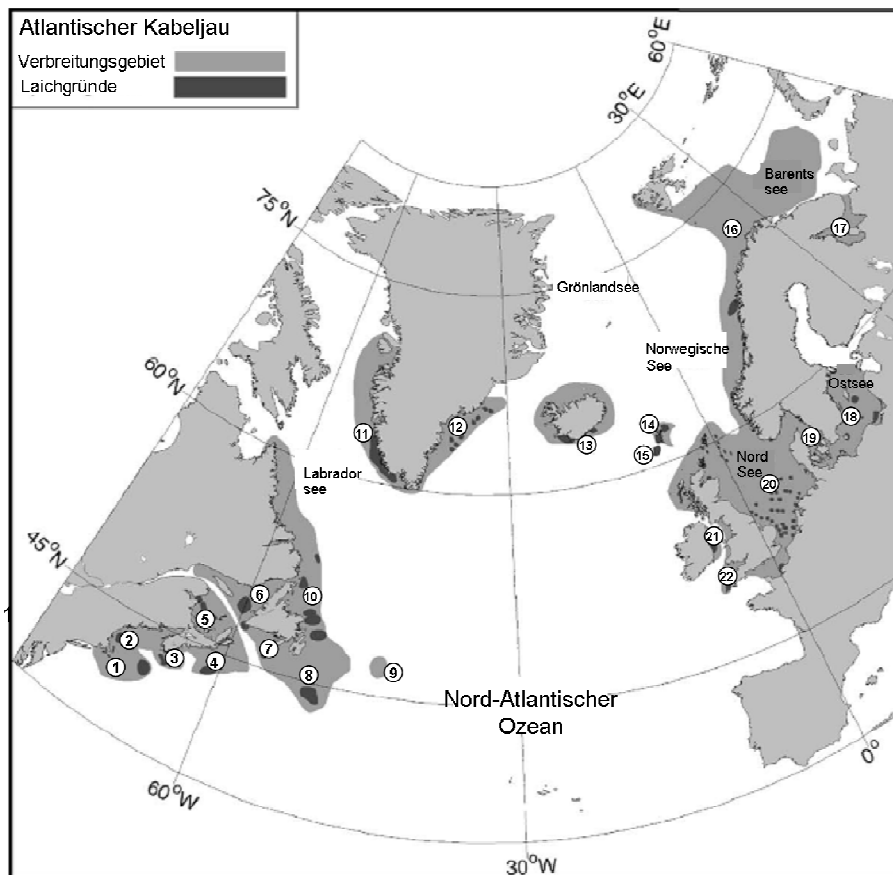 Atlantischer Kabeljau
Verbreitungsgebiet
Laichgründe
60°E
30°E
Barents
see
75°N
16
17
Grönlandsee
Norwegische
See
Ostsee
60°N
11
12
13
14
15
18
19
Labrador
see
Nord
See
20
45°N
21
22
10
6
5
2
1
3
4
7
8
9
Nord-Atlantischer
Ozean
0°
60°W
30°W
1